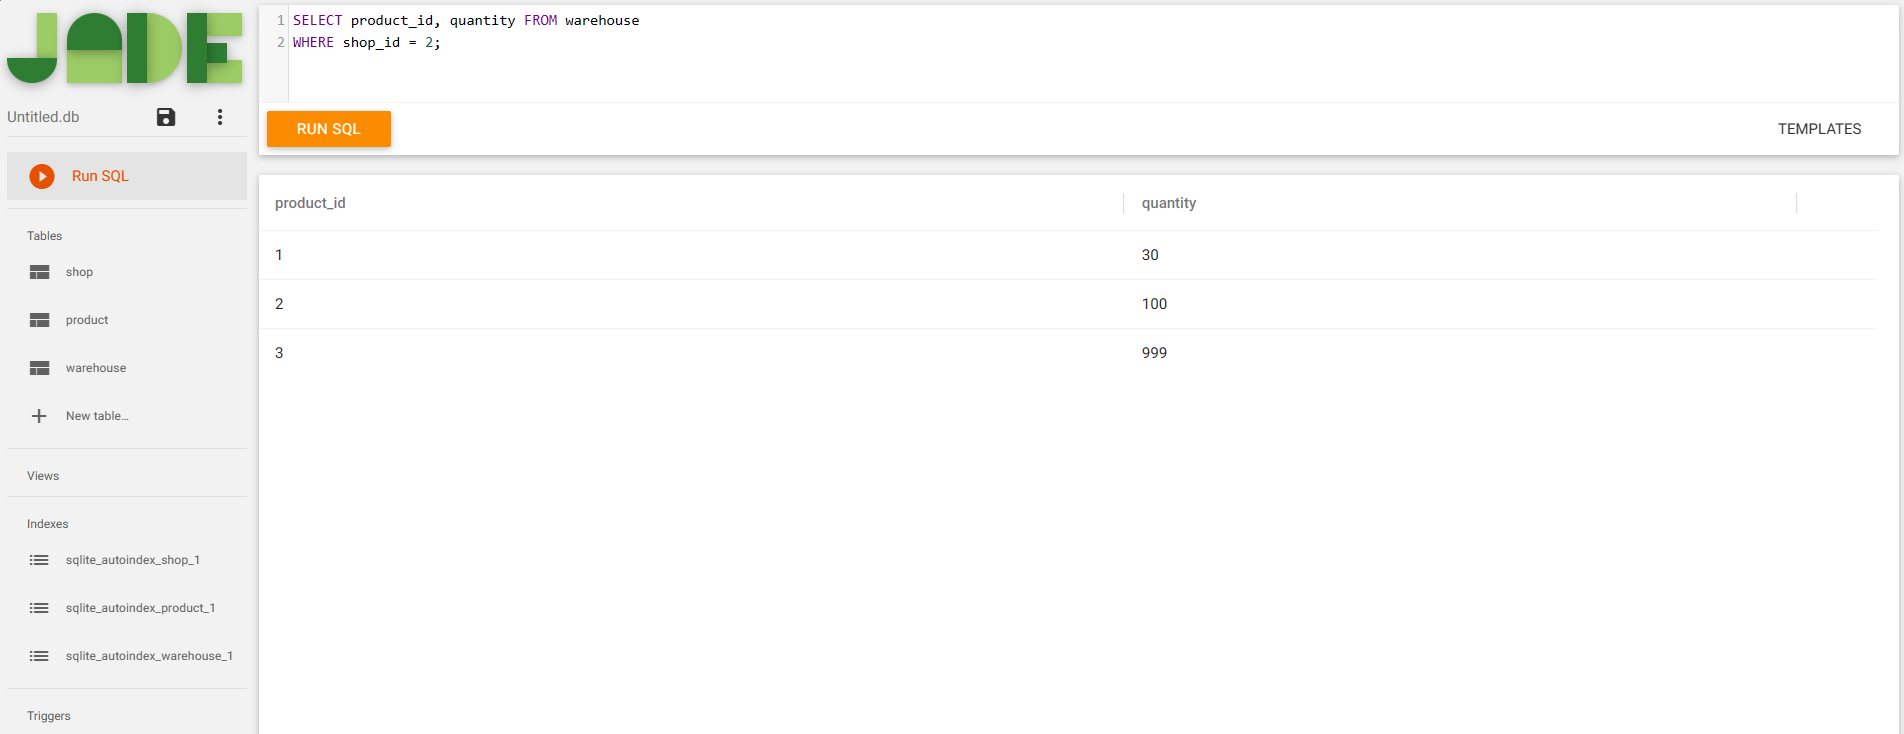 JADE
Untitled.db
Run SQL
Tables
shop
product
warehouse
New table...
Views
Indexes
sqlite_autoindex_shop_1
sqlite_autoindex_product_1
sqlite_autoindex_warehouse_1
Triggers
1 SELECT product_id, quantity FROM warehouse
2 WHERE shop_id = 2;
RUN SQL TEMPLATES
product_id quantity
1 30
2 100
3 999